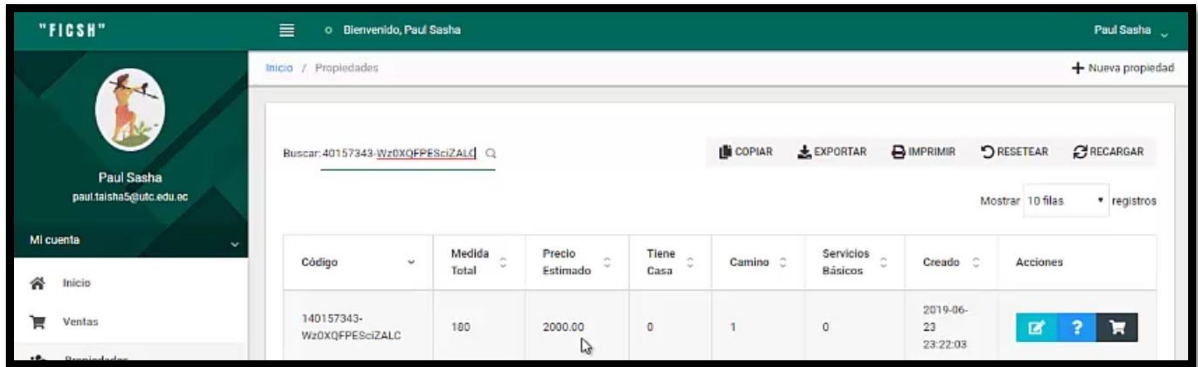 "FICSH"
Bienvenido, Paul Sasha
Paul Sasha
Inicio / Propiedades
Nueva propiedad
Paul Sasha
paul.taisha5@utc.edu.ec
Mi cuenta
Inicio
Ventas
Propiedades
Buscar: 40157343-Wz0XQFPESciZALC
COPIAR EXPORTAR IMPRIMIR RESETEAR RECARGAR
Mostrar 10 filas registros
Código
Medida
Total
Precio
Estimado
Tiene
Casa
Camino
Servicios
Básicos
Creado
Acciones
140157343-
Wz0XQFPESciZALC
180
2000.00
0
1
0
2019-06-
23
23:22:03
?